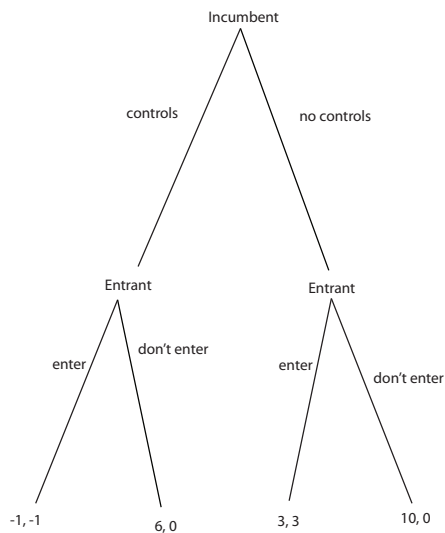 Incumbent
controls
no controls
Entrant
Entrant
enter
don't enter
enter
don't enter
-1, -1
6, 0
3, 3
10, 0